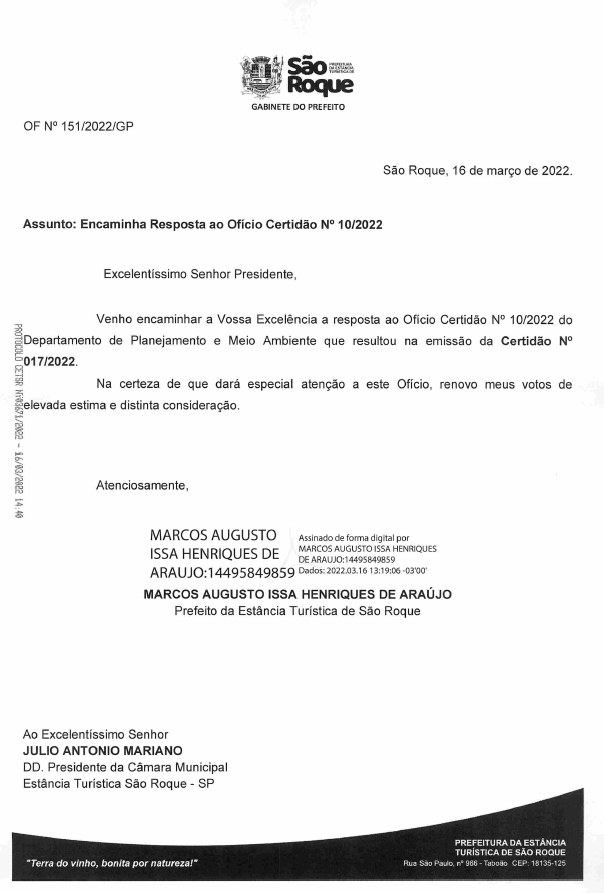 São
Roque
PREFEITURA
DA ESTÂNCIA
TURÍSTICA DE
GABINETE DO PREFEITO
OF Nº 151/2022/GP
São Roque, 16 de março de 2022.
Assunto: Encaminha Resposta ao Ofício Certidão Nº 10/2022
Excelentíssimo Senhor Presidente,
Venho encaminhar a Vossa Excelência a resposta ao Ofício Certidão Nº 10/2022 do
Departamento de Planejamento e Meio Ambiente que resultou na emissão da Certidão Nº
017/2022.
Na certeza de que dará especial atenção a este Ofício, renovo meus votos de
elevada estima e distinta consideração.
Atenciosamente,
MARCOS AUGUSTO
ISSA HENRIQUES DE
ARAUJO:14495849859
Assinado de forma digital por
MARCOS AUGUSTO ISSA HENRIQUES
DE ARAUJO:14495849859
Dados: 2022.03.16 13:19:06 -03'00'
MARCOS AUGUSTO ISSA HENRIQUES DE ARAÚJO
Prefeito da Estância Turística de São Roque
PROTOCOLO CETSR - 16/03/2022 14:40
Ao Excelentíssimo Senhor
JULIO ANTONIO MARIANO
DD. Presidente da Câmara Municipal
Estância Turística São Roque - SP
"Terra do vinho, bonita por natureza!"
PREFEITURA DA ESTÂNCIA
TURÍSTICA DE SÃO ROQUE
Rua São Paulo, nº 966 - Taboão CEP: 18135-125